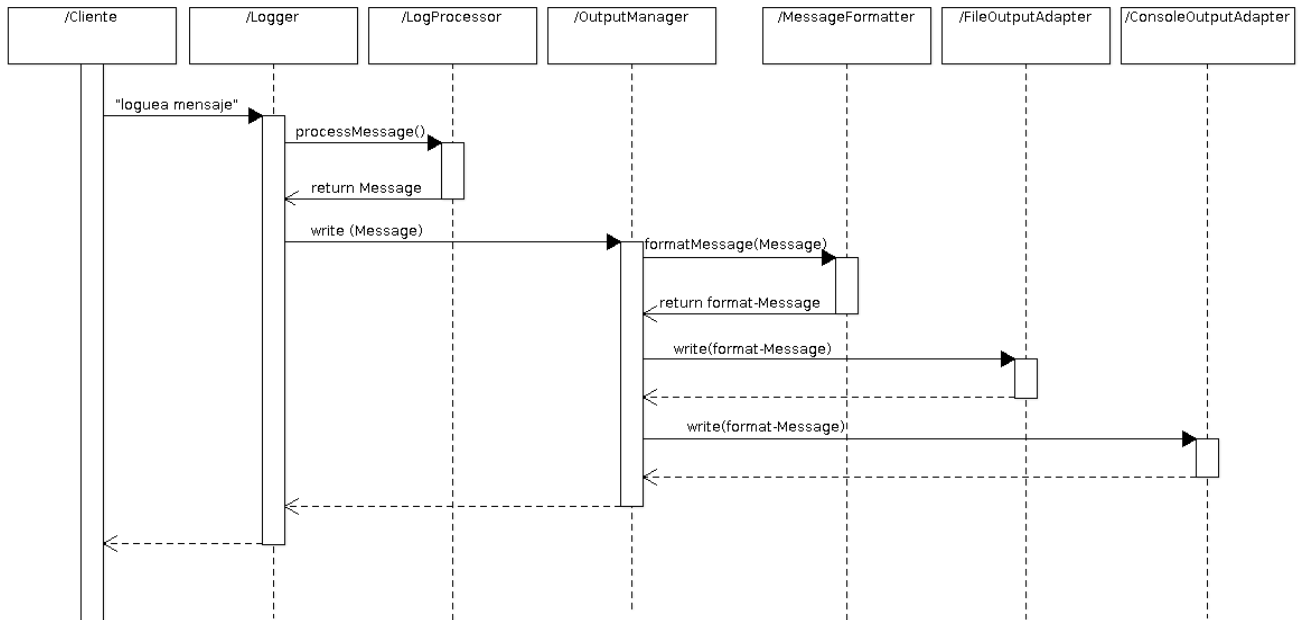 /Cliente
/Logger
/LogProcessor
/OutputManager
/MessageFormatter
/FileOutputAdapter
/ConsoleOutputAdapter
"loguea mensaje"
processMessage()
return Message
write (Message)
formatMessage(Message)
return format-Message
write(format-Message)
write(format-Message)